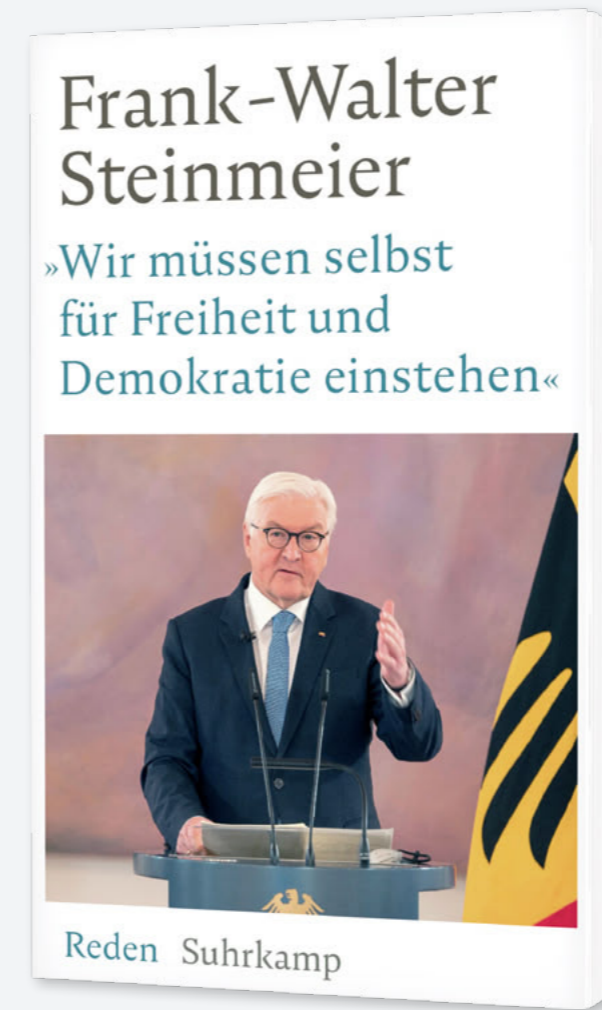 Frank-Walter
Steinmeier
»Wir müssen selbst
für Freiheit und
Demokratie einstehen«
Reden Suhrkamp